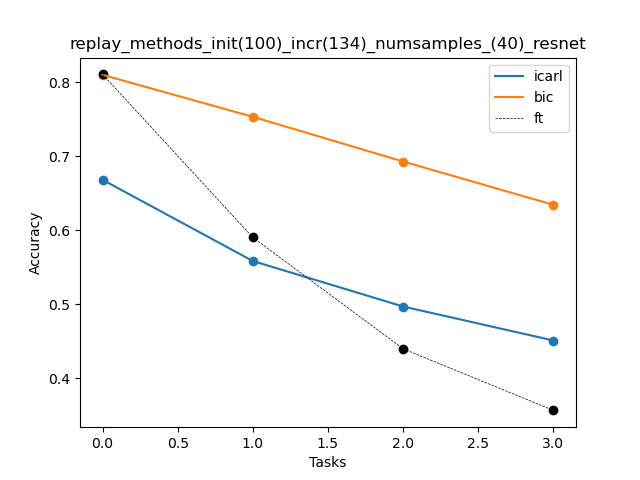 replay_methods_init(100)_incr(134)_numsamples_(40)_resnet
icarl
bic
ft
0.8
0.7
0.6
0.5
0.4
Accuracy
0.0 0.5 1.0 1.5 2.0 2.5 3.0
Tasks